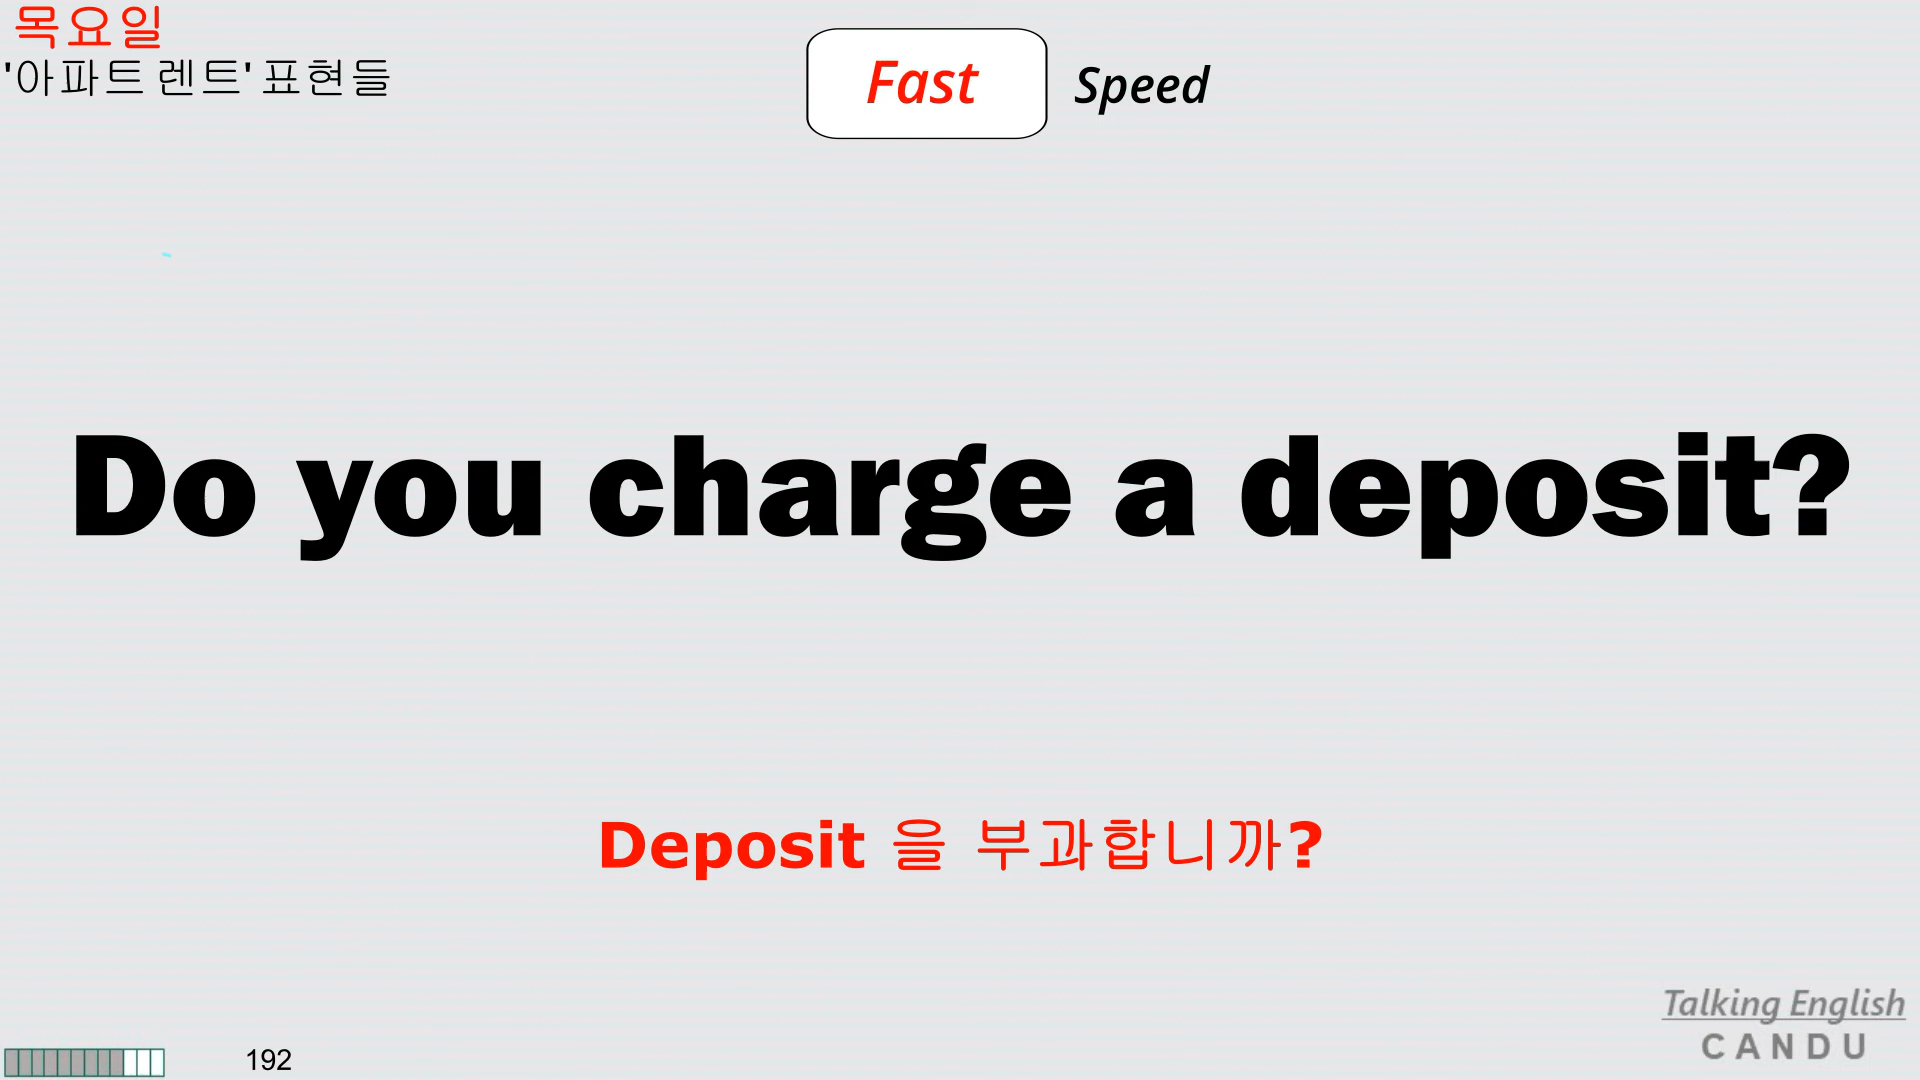 목요일
'아파트 렌트' 표현들
Fast Speed
Do you charge a deposit?
Deposit 을 부과합니까?
Talking English
CANDU
192